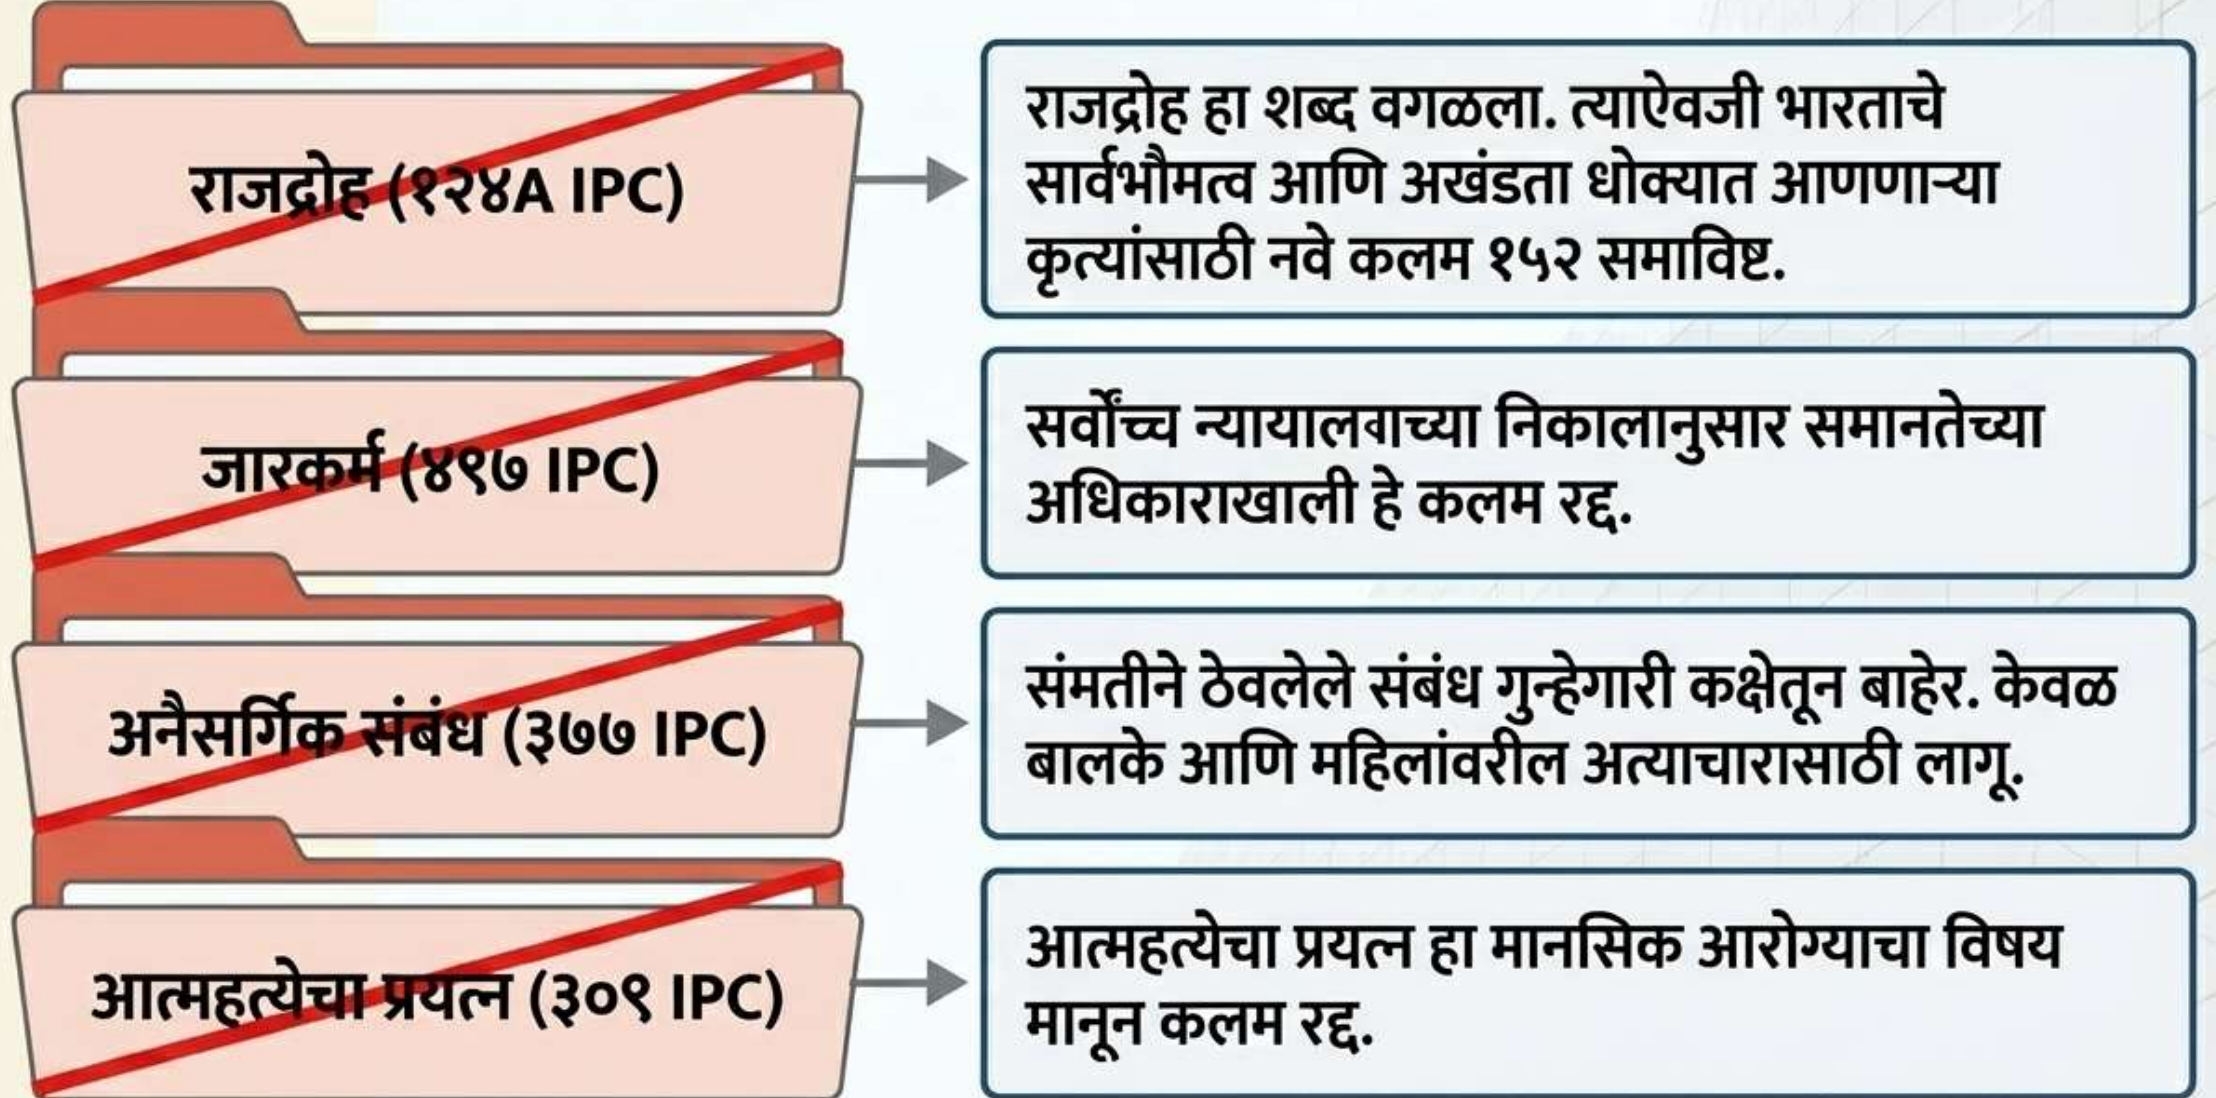 राजद्रोह (१२४A IPC)
राजद्रोह हा शब्द वगळला. त्याऐवजी भारताचे
सार्वभौमत्व आणि अखंडता धोक्यात आणणाऱ्या
कृत्यांसाठी नवे कलम १५२ समाविष्ट.
जारकर्म (४९७ IPC)
सर्वोच्च निकालानुसार समानतेच्या
अधिकाराखाली हे कलम रद्द.
अनैसर्गिक संबंध (३७७ IPC)
संमतीने ठेवलेले संबंध गुन्हेगारी कक्षेतून बाहेर. केवळ
बालके आणि महिलांवरील अत्याचारासाठी लागू.
आत्महत्येचा प्रयत्न (३०९ IPC)
आत्महत्येचा प्रयत्न हा मानसिक आरोग्याचा विषय
मानून कलम रद्द.